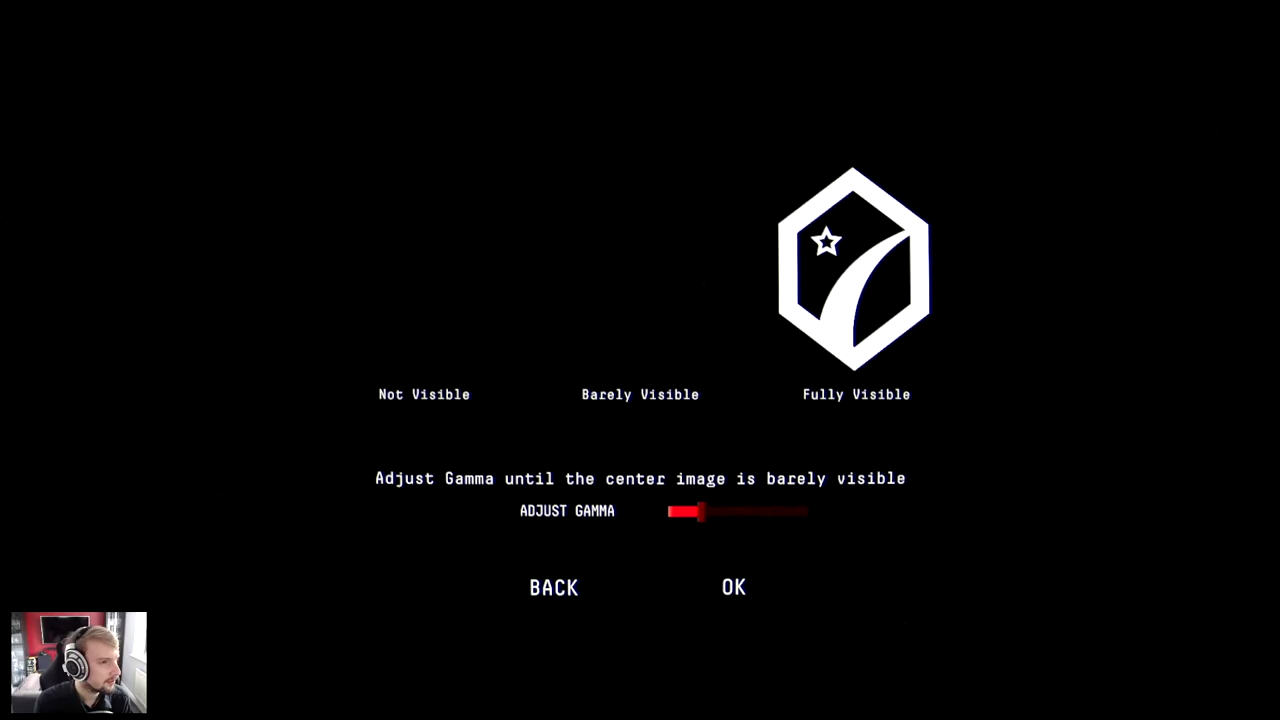 Not Visible
Barely Visible
Fully Visible
Adjust Gamma until the center image is barely visible
ADJUST GAMMA
BACK
OK